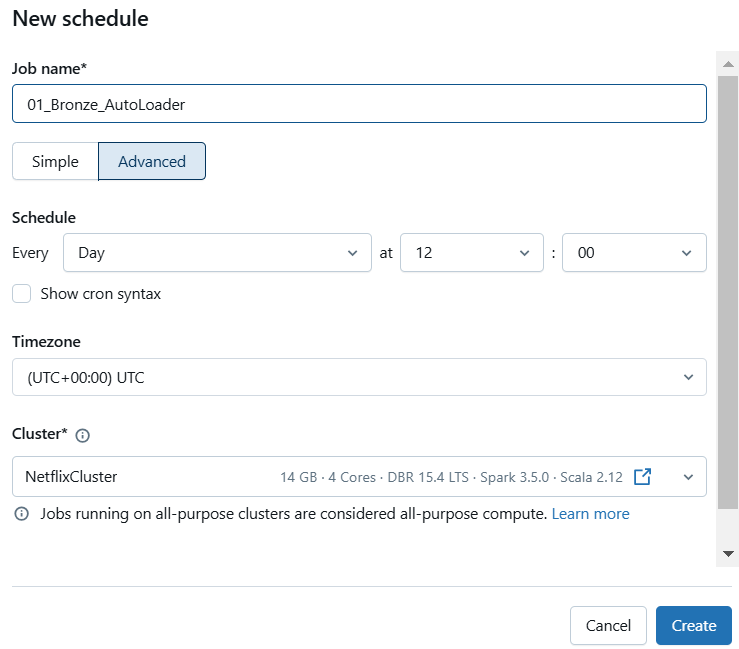 New schedule
Job name*
01_Bronze_AutoLoader
Simple Advanced
Schedule
Every Day at 12 : 00
Show cron syntax
Timezone
(UTC+00:00) UTC
Cluster*
NetflixCluster 14 GB · 4 Cores · DBR 15.4 LTS · Spark 3.5.0 · Scala 2.12
Jobs running on all-purpose clusters are considered all-purpose compute. Learn more
Cancel Create